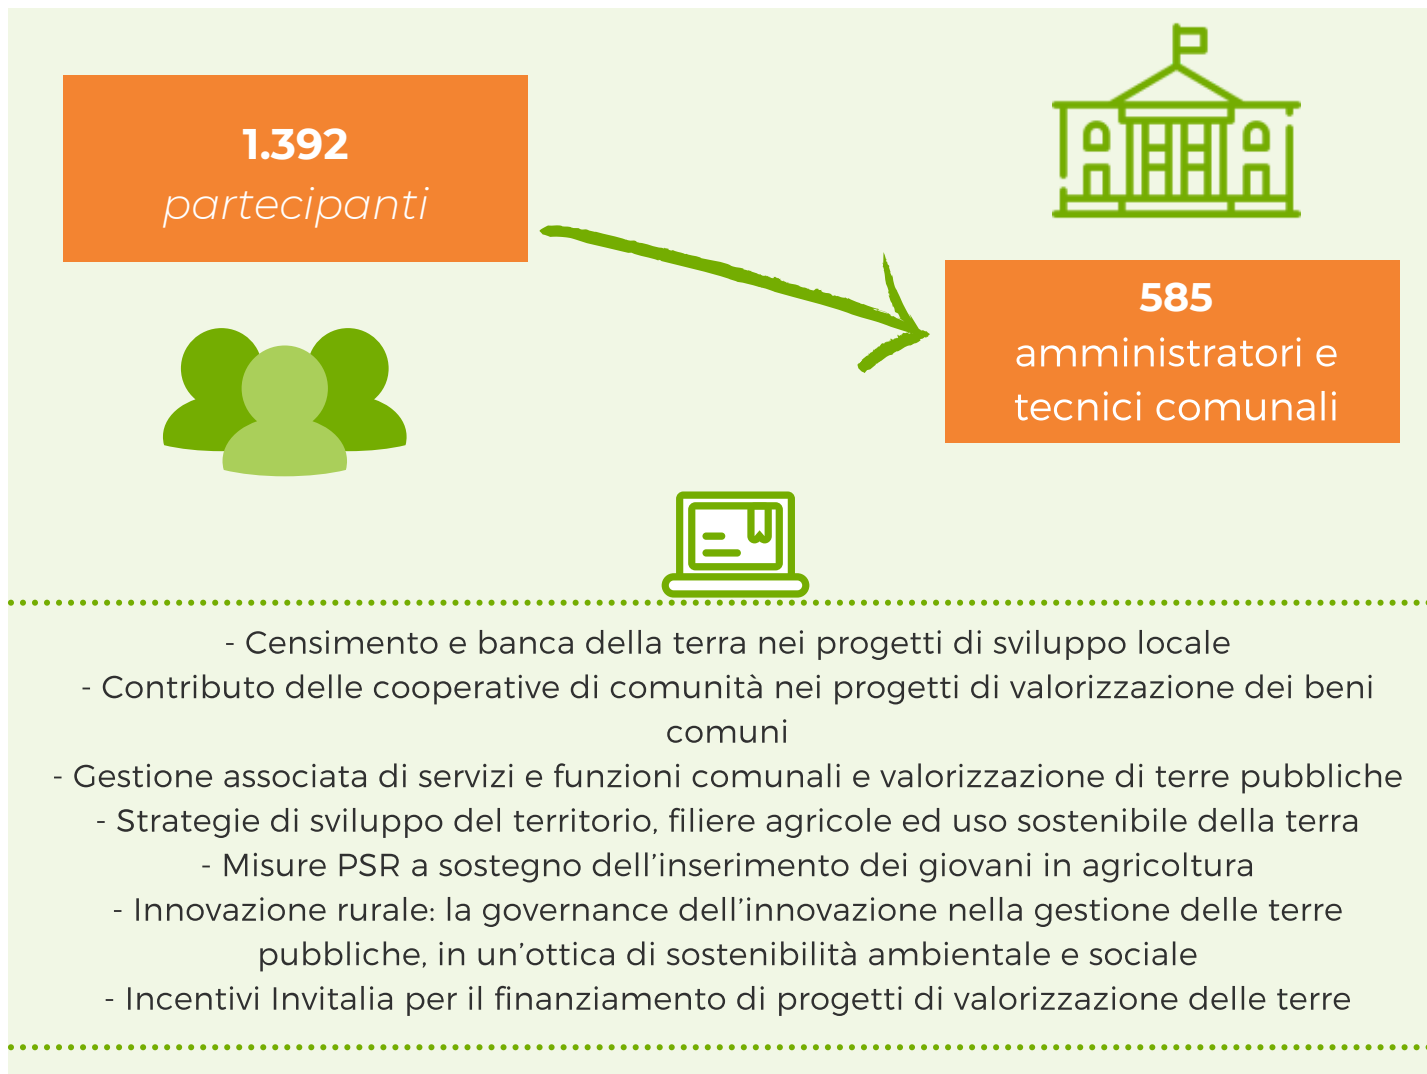 1.392
partecipanti
585
amministratori e
tecnici comunali
- Censimento e banca della terra nei progetti di sviluppo locale
- Contributo delle cooperative di comunità nei progetti di valorizzazione dei beni
comuni
- Gestione associata di servizi e funzioni comunali e valorizzazione di terre pubbliche
- Strategie di sviluppo del territorio, filiere agricole ed uso sostenibile della terra
- Misure PSR a sostegno dell’inserimento dei giovani in agricoltura
- Innovazione rurale: la governance dell’innovazione nella gestione delle terre
pubbliche, in un’ottica di sostenibilità ambientale e sociale
- Incentivi Invitalia per il finanziamento di progetti di valorizzazione delle terre